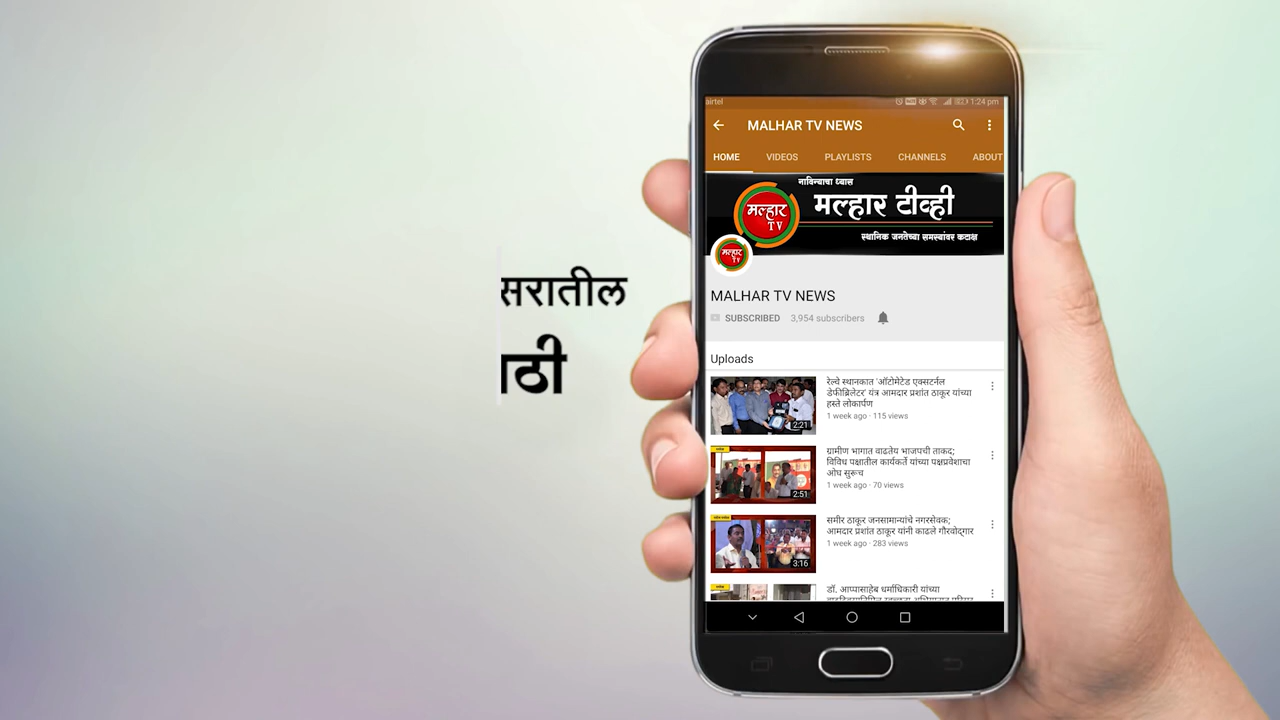 सरातील
ाठी
airtel
1:24 pm
MALHAR TV NEWS
HOME VIDEOS PLAYLISTS CHANNELS ABOUT
नाविन्याचा ध्यास
मल्हार टीव्ही
मल्हार
TV
स्थानिक जनतेच्या समस्यांवर कटाक्ष
मल्हार
TV
MALHAR TV NEWS
SUBSCRIBED 3,954 subscribers
Uploads
रेल्वे स्थानकात 'ऑटोमेटेड एक्सटर्नल
डेफीब्रिलेटर' यंत्र आमदार प्रशांत ठाकूर यांच्या
हस्ते लोकार्पण
1 week ago · 115 views
2:21
ग्रामीण भागात वाढतेय भाजपची ताकद;
विविध पक्षातील कार्यकर्ते यांच्या पक्षप्रवेशाचा
ओघ सुरूच
1 week ago · 70 views
2:51
समीर ठाकूर जनसामान्यांचे नगरसेवक;
आमदार प्रशांत ठाकूर यांनी काढले गौरवोद्गार
1 week ago · 283 views
3:16
डॉ. आप्पासाहेब धर्माधिकारी यांच्या